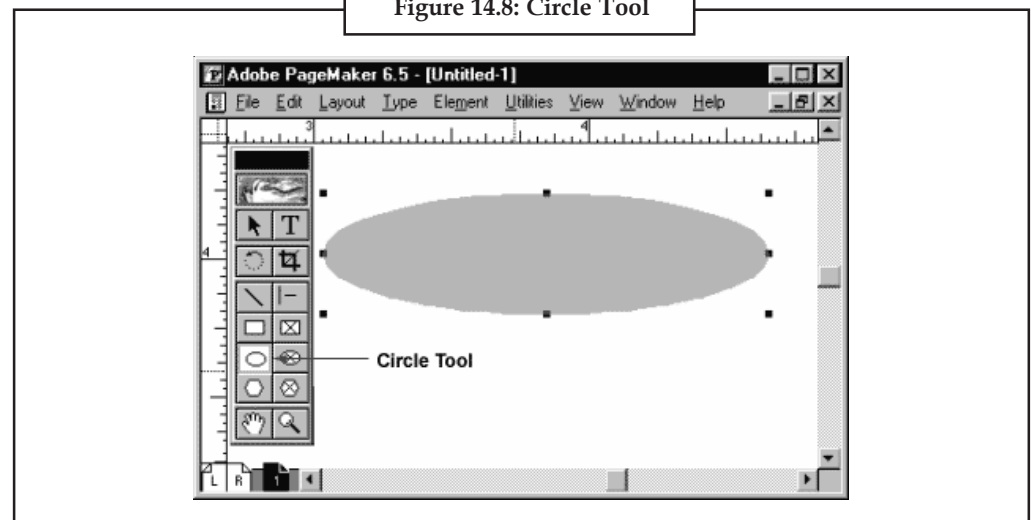 Figure 14.8: Circle Tool
Adobe PageMaker 6.5 - [Untitled-1]
File Edit Layout Type Element Utilities View Window Help
3 4
T
4
Circle Tool
L R 1